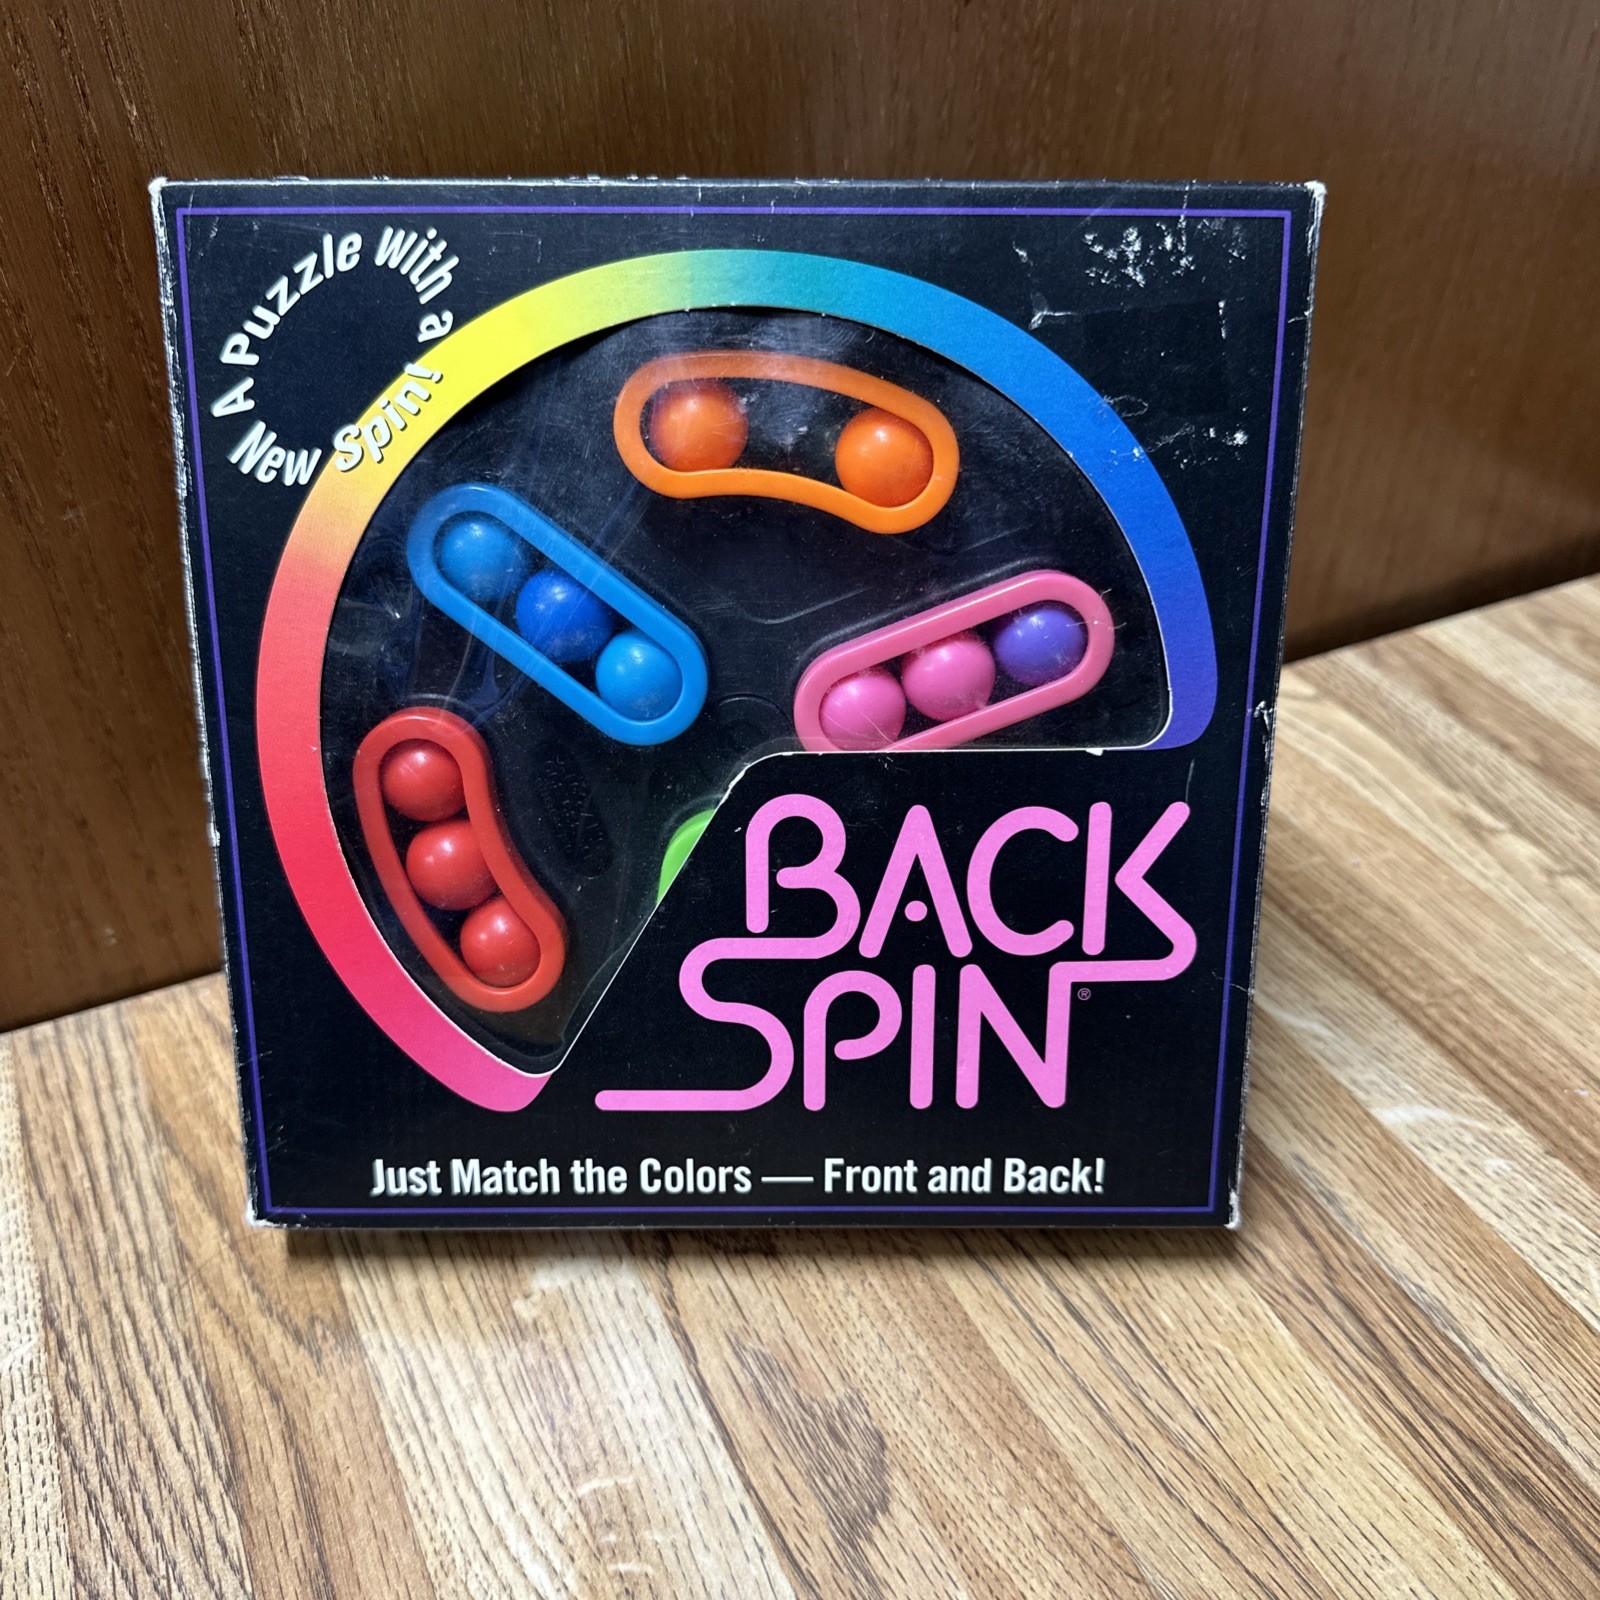 A Puzzle with a
New Spin!
BACK
SPIN®
Just Match the Colors — Front and Back!